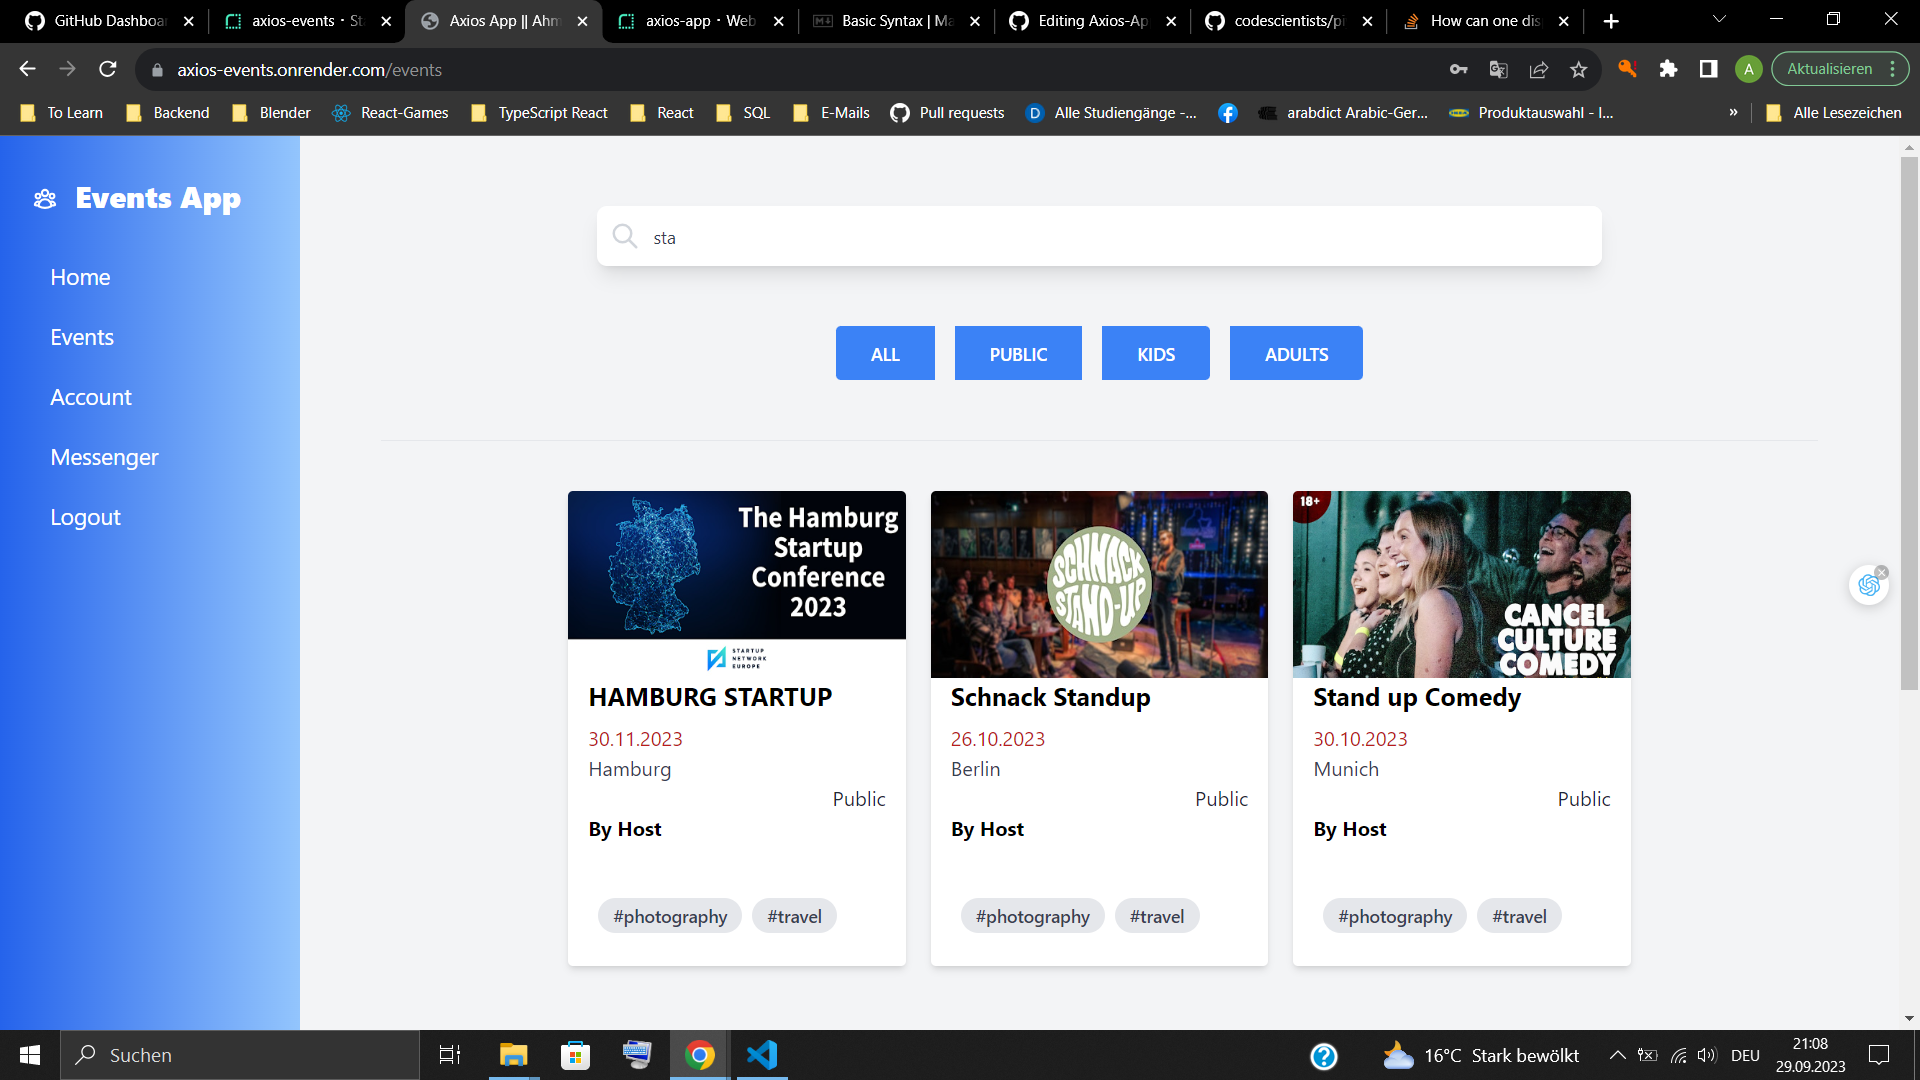 GitHub Dashboa
axios-events · St
Axios App || Ahm
axios-app · Web
Basic Syntax | Ma
Editing Axios-Ap
codescientists/pi
How can one dis
axios-events.onrender.com/events
A
Aktualisieren
To Learn
Backend
Blender
React-Games
TypeScript React
React
SQL
E-Mails
Pull requests
D
Alle Studiengänge -...
arabdict Arabic-Ger...
Produktauswahl - I...
»
Alle Lesezeichen
Events App
Home
Events
Account
Messenger
Logout
sta
ALL
PUBLIC
KIDS
ADULTS
The Hamburg
Startup
Conference
2023
STARTUP
NETWORK
EUROPE
HAMBURG STARTUP
30.11.2023
Hamburg
Public
By Host
#photography
#travel
SCHNACK
STAND-UP
Schnack Standup
26.10.2023
Berlin
Public
By Host
#photography
#travel
18+
CANCEL
CULTURE
COMEDY
Stand up Comedy
30.10.2023
Munich
Public
By Host
#photography
#travel
Suchen
16°C Stark bewölkt
DEU
21:08
29.09.2023